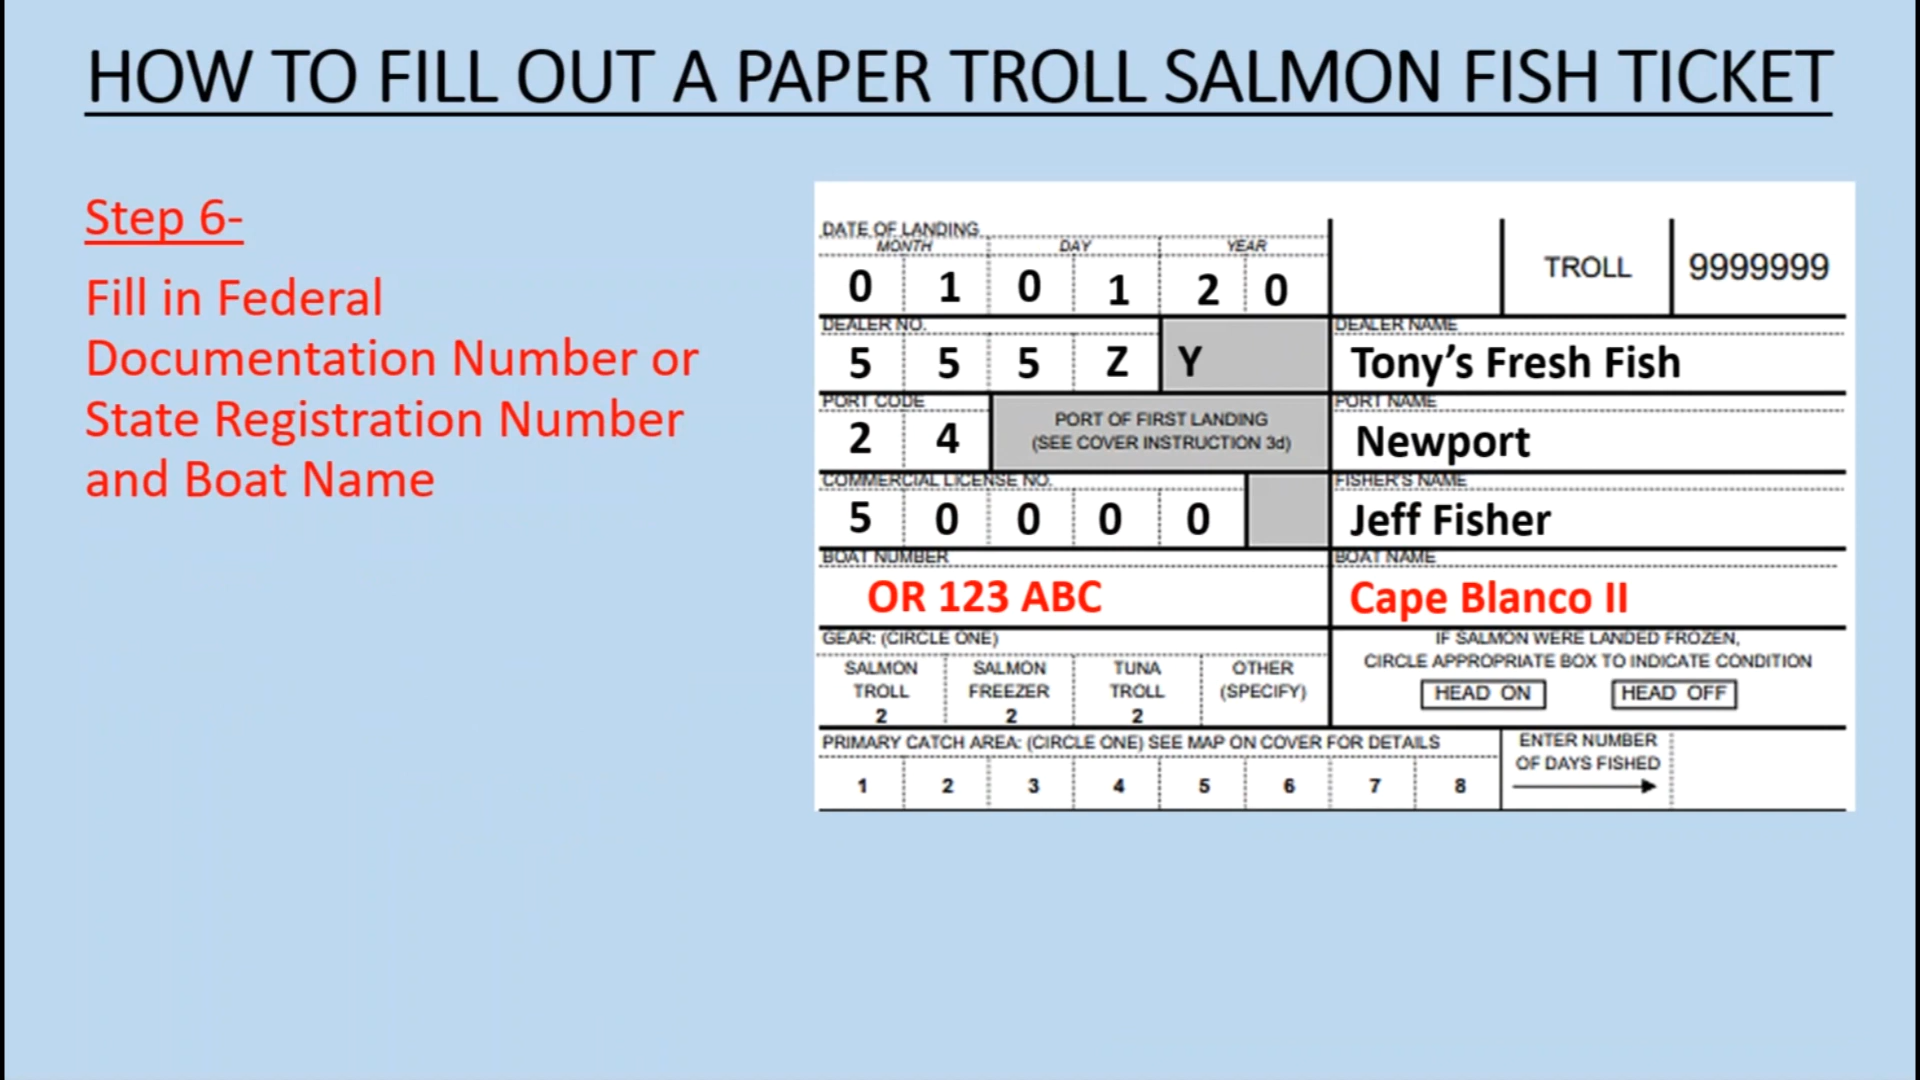 HOW TO FILL OUT A PAPER TROLL SALMON FISH TICKET
Step 6-
Fill in Federal
Documentation Number or
State Registration Number
and Boat Name
DATE OF LANDING
MONTH DAY YEAR
0 1 0 1 2 0
TROLL 9999999
DEALER NO. DEALER NAME
5 5 5 Z Y Tony's Fresh Fish
PORT CODE PORT NAME
2 4 Newport
PORT OF FIRST LANDING
(SEE COVER INSTRUCTION 3d)
COMMERCIAL LICENSE NO. FISHER'S NAME
5 0 0 0 0 Jeff Fisher
BOAT NUMBER BOAT NAME
OR 123 ABC Cape Blanco II
GEAR: (CIRCLE ONE)
SALMON TROLL 2
SALMON FREEZER 2
TUNA TROLL 2
OTHER (SPECIFY)
IF SALMON WERE LANDED FROZEN,
CIRCLE APPROPRIATE BOX TO INDICATE CONDITION
HEAD ON HEAD OFF
PRIMARY CATCH AREA: (CIRCLE ONE) SEE MAP ON COVER FOR DETAILS
1 2 3 4 5 6 7 8
ENTER NUMBER
OF DAYS FISHED